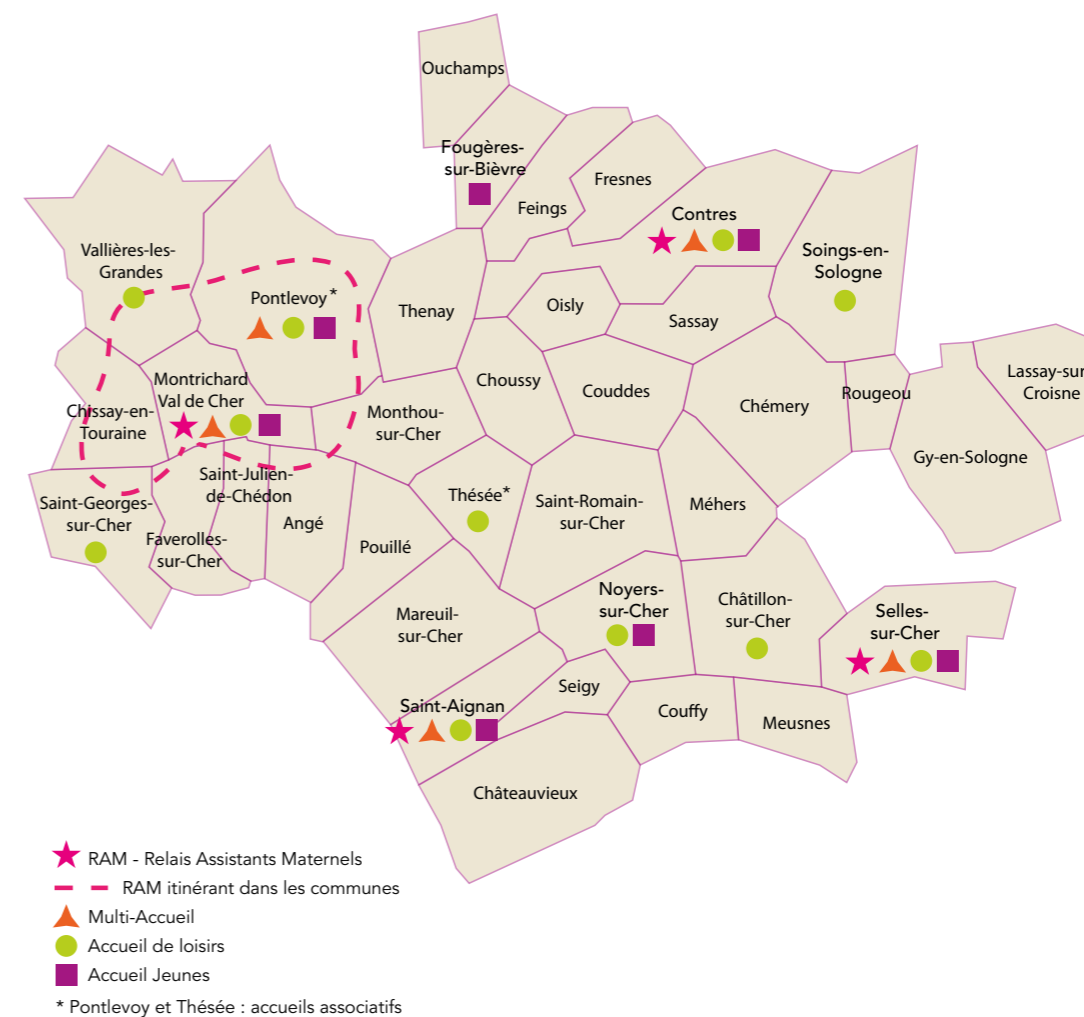 Ouchamps
Fougères-
sur-Bièvre
Feings
Fresnes
Contres
Soings-en-
Sologne
Vallières-les-
Grandes
Pontlevoy*
Thenay
Oisly
Sassay
Choussy
Couddes
Chémery
Rougeou
Lassay-sur
Croisne
Gy-en-Sologne
Montrichard
Val de Cher
Chissay-en-
Touraine
Monthou-
sur-Cher
Saint-Georges-
sur-Cher
Faverolles-
sur-Cher
Saint-Julien-
de-Chédon
Angé
Pouillé
Thésée*
Saint-Romain-
sur-Cher
Méhers
Mareuil-
sur-Cher
Noyers-
sur-Cher
Châtillon-
sur-Cher
Selles-
sur-Cher
Saint-Aignan
Seigy
Couffy
Meusnes
Châteauvieux
RAM - Relais Assistants Maternels
RAM itinérant dans les communes
Multi-Accueil
Accueil de loisirs
Accueil Jeunes
* Pontlevoy et Thésée : accueils associatifs